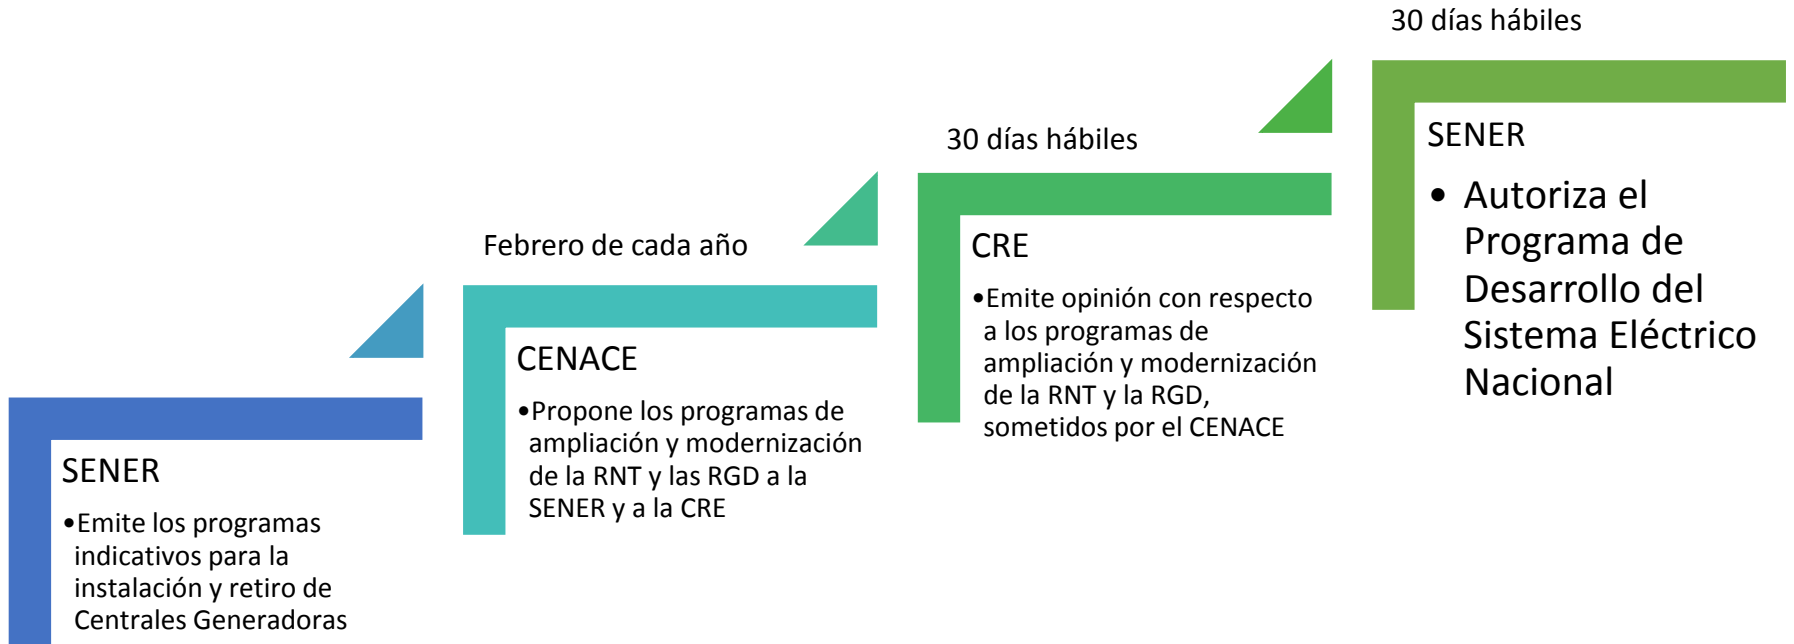 SENER
•Emite los programas
indicativos para la
instalación y retiro de
Centrales Generadoras
Febrero de cada año
CENACE
•Propone los programas de
ampliación y modernización
de la RNT y las RGD a la
SENER y a la CRE
30 días hábiles
CRE
•Emite opinión con respecto
a los programas de
ampliación y modernización
de la RNT y la RGD,
sometidos por el CENACE
30 días hábiles
SENER
• Autoriza el
Programa de
Desarrollo del
Sistema Eléctrico
Nacional